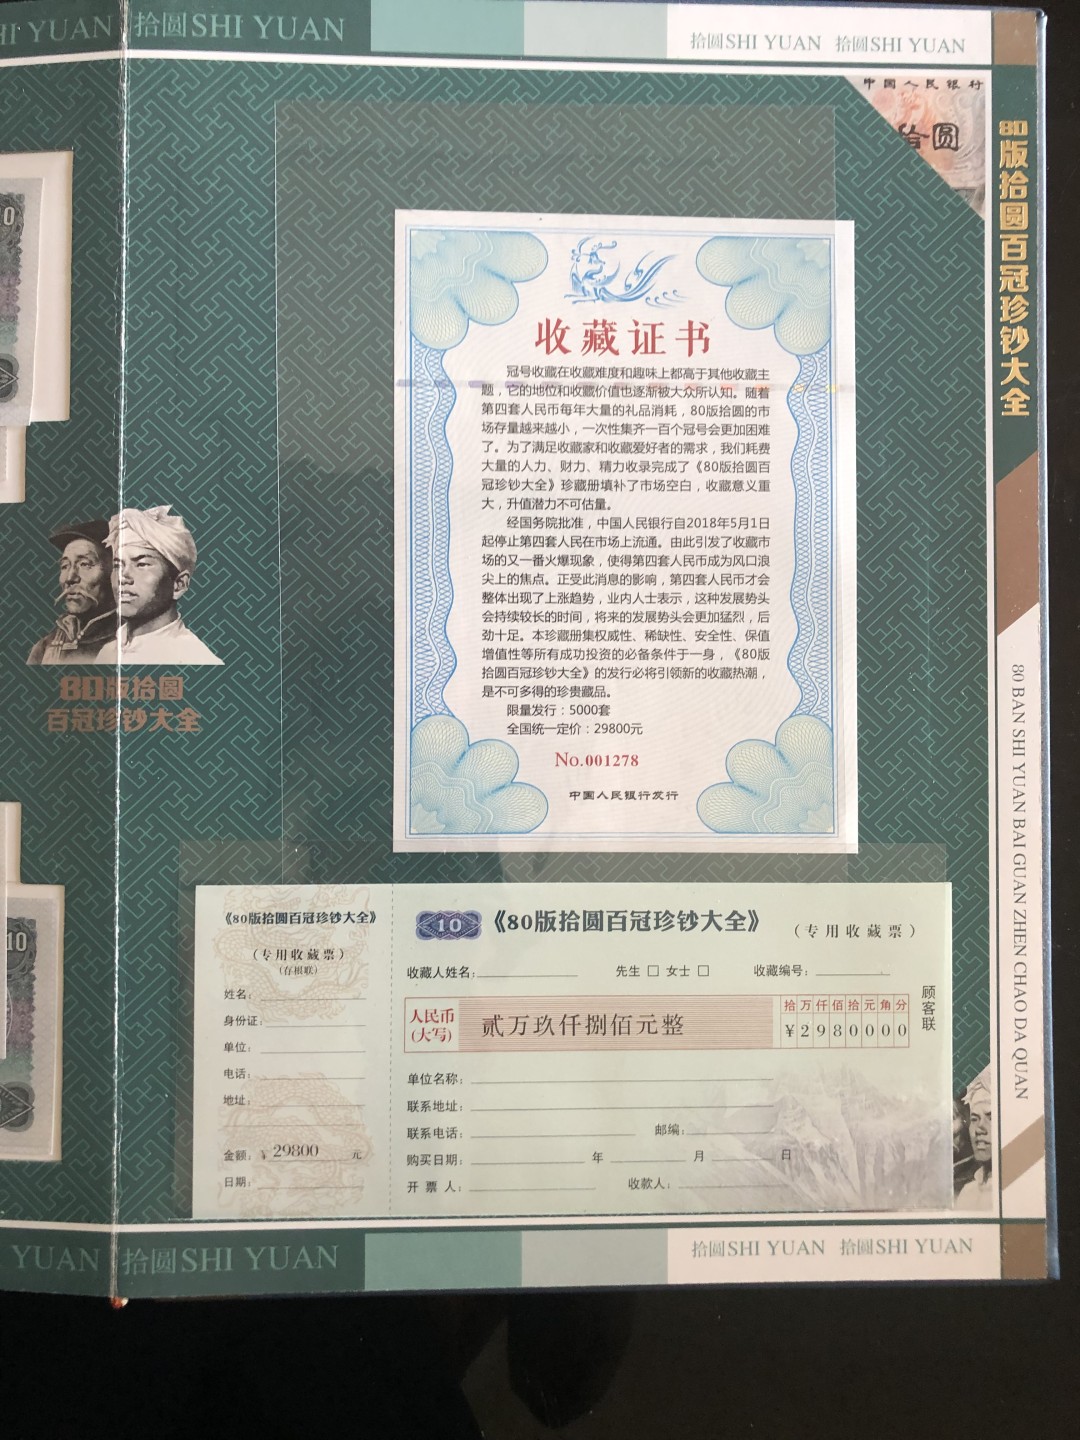 SHI YUAN 拾圆SHI YUAN
拾圆SHI YUAN 拾圆SHI YUAN
中国人民银行
拾圆
80版拾圆百冠珍钞大全
80 BAN SHI YUAN BAI GUAN ZHEN CHAO DA QUAN
10
80版拾圆
百冠珍钞大全
10
收藏证书
冠号收藏在收藏难度和趣味上都高于其他收藏主
题，它的地位和收藏价值也逐渐被大众所认知。随着
第四套人民币每年大量的礼品消耗，80版拾圆的市
场存量越来越小，一次性集齐一百个冠号会更加困难
了。为了满足收藏家和收藏爱好者的需求，我们耗费
大量的人力、财力、精力收录完成了《80版拾圆百
冠珍钞大全》珍藏册填补了市场空白，收藏意义重
大，升值潜力不可估量。
经国务院批准，中国人民银行自2018年5月1日
起停止第四套人民在市场上流通。由此引发了收藏市
场的又一番火爆现象，使得第四套人民币成为风口浪
尖上的焦点。正受此消息的影响，第四套人民币才会
整体出现了上涨趋势，业内人士表示，这种发展势头
会持续较长的时间，将来的发展势头会更加猛烈，后
劲十足。本珍藏册集权威性、稀缺性、安全性、保值
增值性等所有成功投资的必备条件于一身，《80版
拾圆百冠珍钞大全》的发行必将引领新的收藏热潮，
是不可多得的珍贵藏品。
限量发行：5000套
全国统一定价：29800元
No.001278
中国人民银行发行
《80版拾圆百冠珍钞大全》
（专用收藏票）
（存根联）
姓名：
身份证：
单位：
电话：
地址：
金额：￥29800 元
日期：
10 《80版拾圆百冠珍钞大全》 （专用收藏票）
收藏人姓名： 先生 □ 女士 □ 收藏编号：
人民币
(大写)
贰万玖仟捌佰元整
拾万仟佰拾元角分
￥2980000
顾客联
单位名称：
联系地址：
联系电话： 邮编：
购买日期： 年 月 日
开票人： 收款人：
YUAN 拾圆SHI YUAN
拾圆SHI YUAN 拾圆SHI YUAN